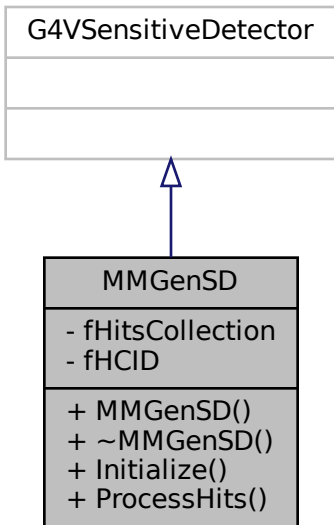 G4VSensitiveDetector
MMGenSD
- fHitsCollection
- fHCID
+ MMGenSD()
+ ~MMGenSD()
+ Initialize()
+ ProcessHits()